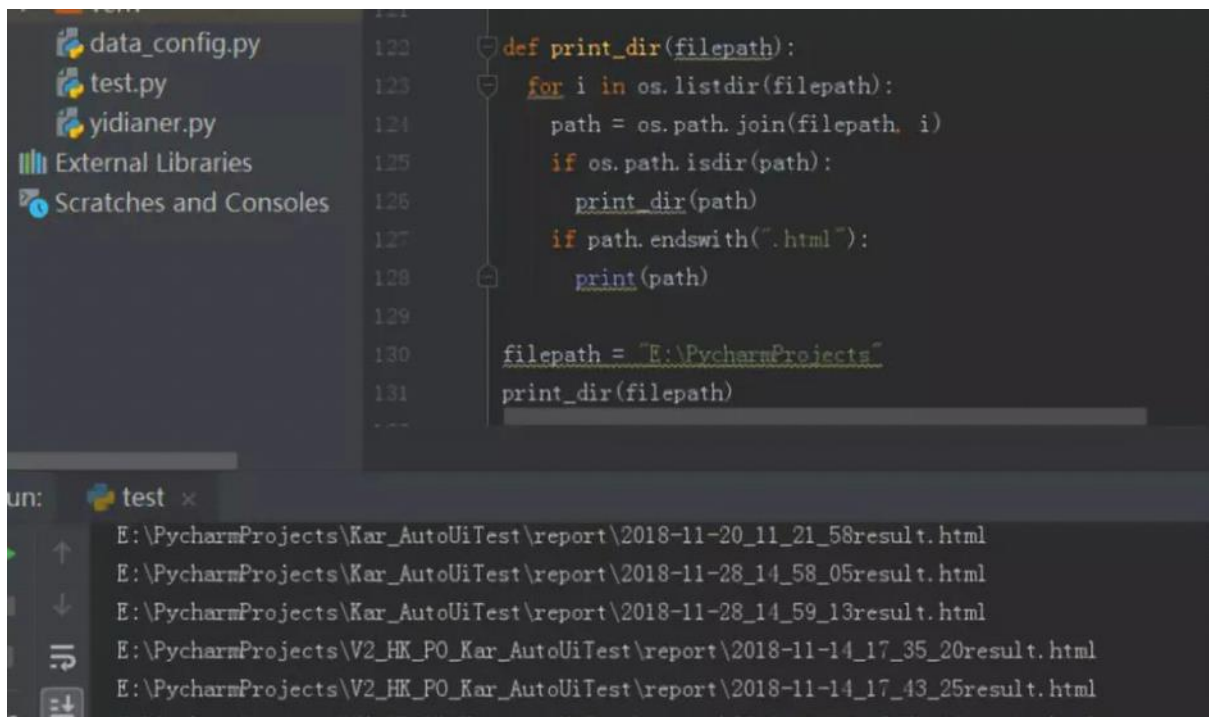 data_config.py
test.py
yidianer.py
External Libraries
Scratches and Consoles
122 def print_dir(filepath):
123 for i in os.listdir(filepath):
124 path = os.path.join(filepath, i)
125 if os.path.isdir(path):
126 print_dir(path)
127 if path.endswith(".html"):
128 print(path)
129
130 filepath = "E:\PycharmProjects"
131 print_dir(filepath)
un: test ×
E:\PycharmProjects\Kar_AutoUiTest\report\2018-11-20_11_21_58result.html
E:\PycharmProjects\Kar_AutoUiTest\report\2018-11-28_14_58_05result.html
E:\PycharmProjects\Kar_AutoUiTest\report\2018-11-28_14_59_13result.html
E:\PycharmProjects\V2_HK_PO_Kar_AutoUiTest\report\2018-11-14_17_35_20result.html
E:\PycharmProjects\V2_HK_PO_Kar_AutoUiTest\report\2018-11-14_17_43_25result.html